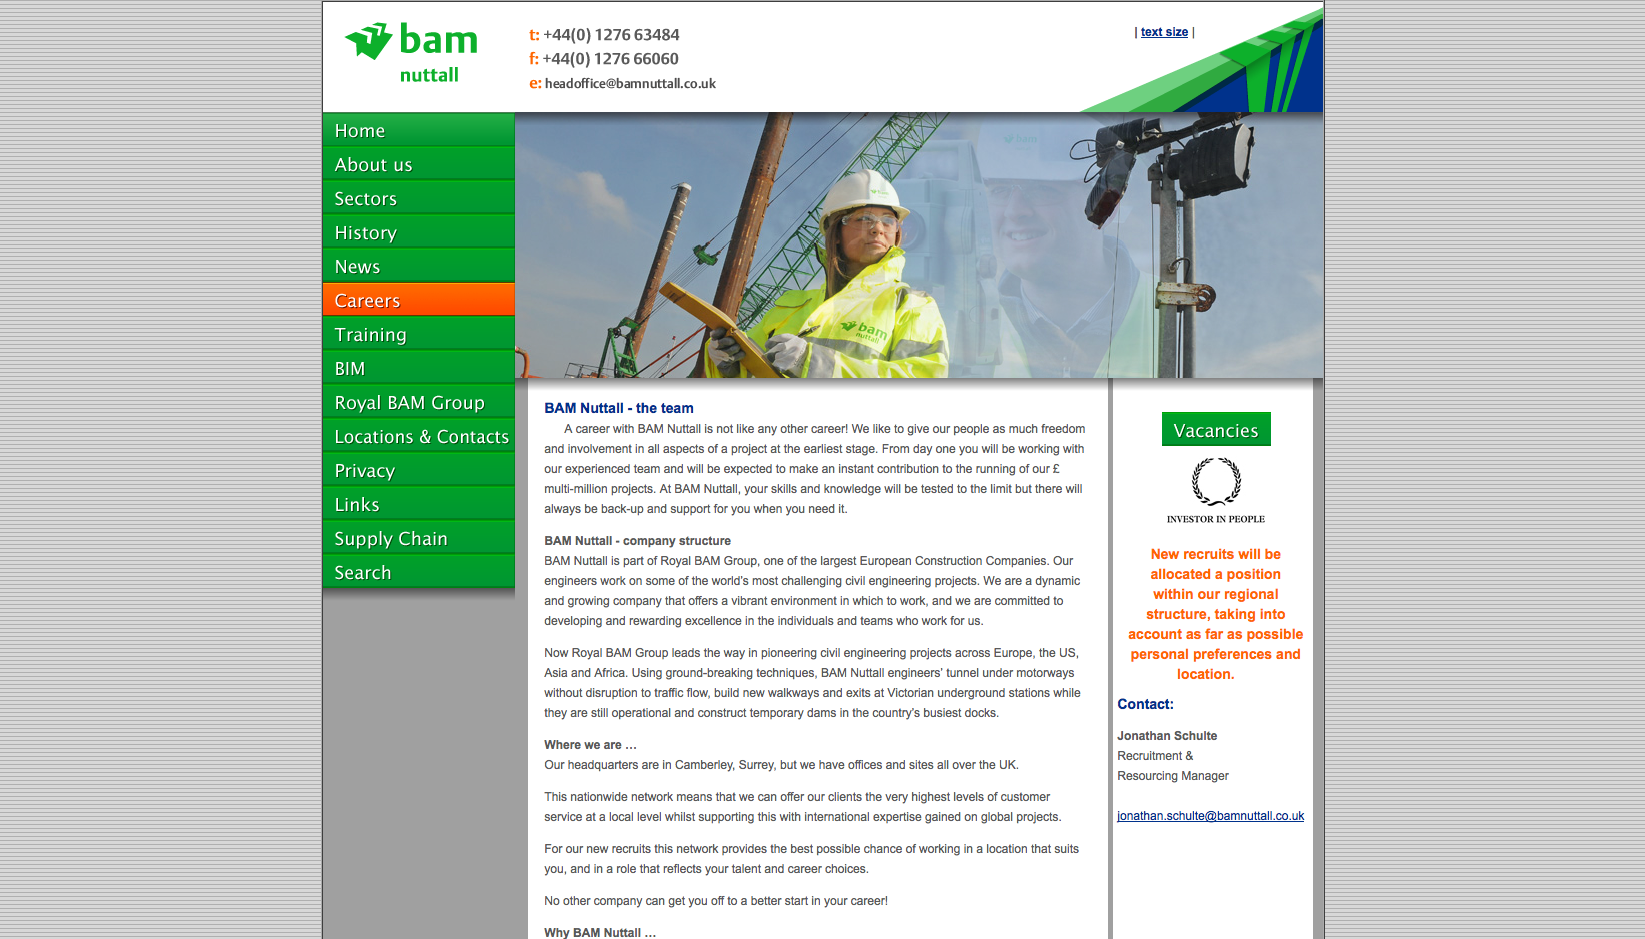 bam
nuttall
t: +44(0) 1276 63484
f: +44(0) 1276 66060
e: headoffice@bamnuttall.co.uk
| text size |
Home
About us
Sectors
History
News
Careers
Training
BIM
Royal BAM Group
Locations & Contacts
Privacy
Links
Supply Chain
Search
bam
bam
nuttall
BAM Nuttall - the team
A career with BAM Nuttall is not like any other career! We like to give our people as much freedom
and involvement in all aspects of a project at the earliest stage. From day one you will be working with
our experienced team and will be expected to make an instant contribution to the running of our £
multi-million projects. At BAM Nuttall, your skills and knowledge will be tested to the limit but there will
always be back-up and support for you when you need it.
BAM Nuttall - company structure
BAM Nuttall is part of Royal BAM Group, one of the largest European Construction Companies. Our
engineers work on some of the world’s most challenging civil engineering projects. We are a dynamic
and growing company that offers a vibrant environment in which to work, and we are committed to
developing and rewarding excellence in the individuals and teams who work for us.
Now Royal BAM Group leads the way in pioneering civil engineering projects across Europe, the US,
Asia and Africa. Using ground-breaking techniques, BAM Nuttall engineers’ tunnel under motorways
without disruption to traffic flow, build new walkways and exits at Victorian underground stations while
they are still operational and construct temporary dams in the country’s busiest docks.
Where we are …
Our headquarters are in Camberley, Surrey, but we have offices and sites all over the UK.
This nationwide network means that we can offer our clients the very highest levels of customer
service at a local level whilst supporting this with international expertise gained on global projects.
For our new recruits this network provides the best possible chance of working in a location that suits
you, and in a role that reflects your talent and career choices.
No other company can get you off to a better start in your career!
Why BAM Nuttall …
Vacancies
INVESTOR IN PEOPLE
New recruits will be
allocated a position
within our regional
structure, taking into
account as far as possible
personal preferences and
location.
Contact:
Jonathan Schulte
Recruitment &
Resourcing Manager
jonathan.schulte@bamnuttall.co.uk